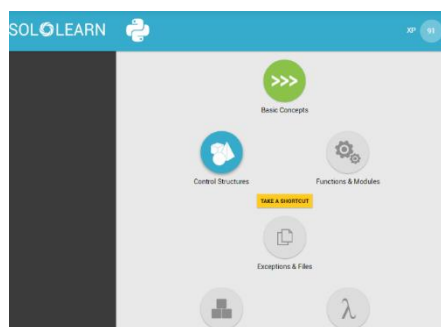 SOLOLEARN
XP 91
>>>
Basic Concepts
Control Structures
Functions & Modules
TAKE A SHORTCUT
Exceptions & Files
λ